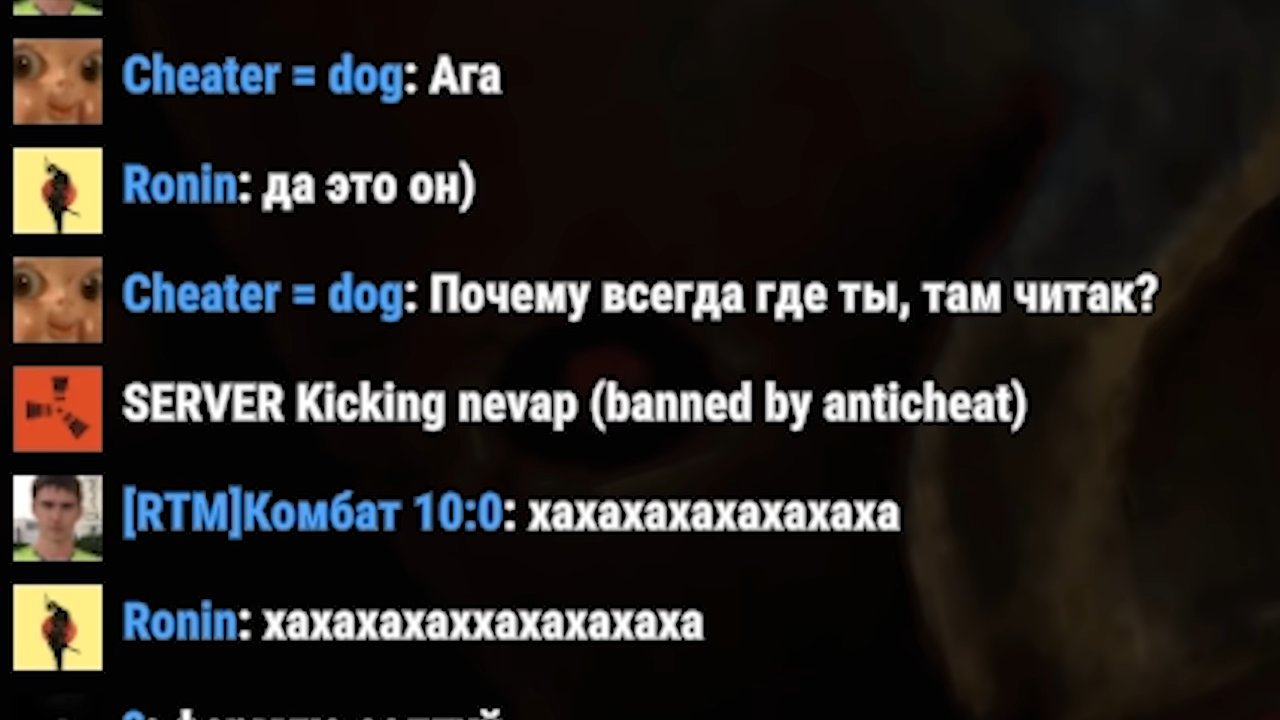 Cheater = dog: Ага
Ronin: да это он)
Cheater = dog: Почему всегда где ты, там читак?
SERVER Kicking nevap (banned by anticheat)
[RTM]Комбат 10:0: хахахахахахахаха
Ronin: хахахахаххахахахаха